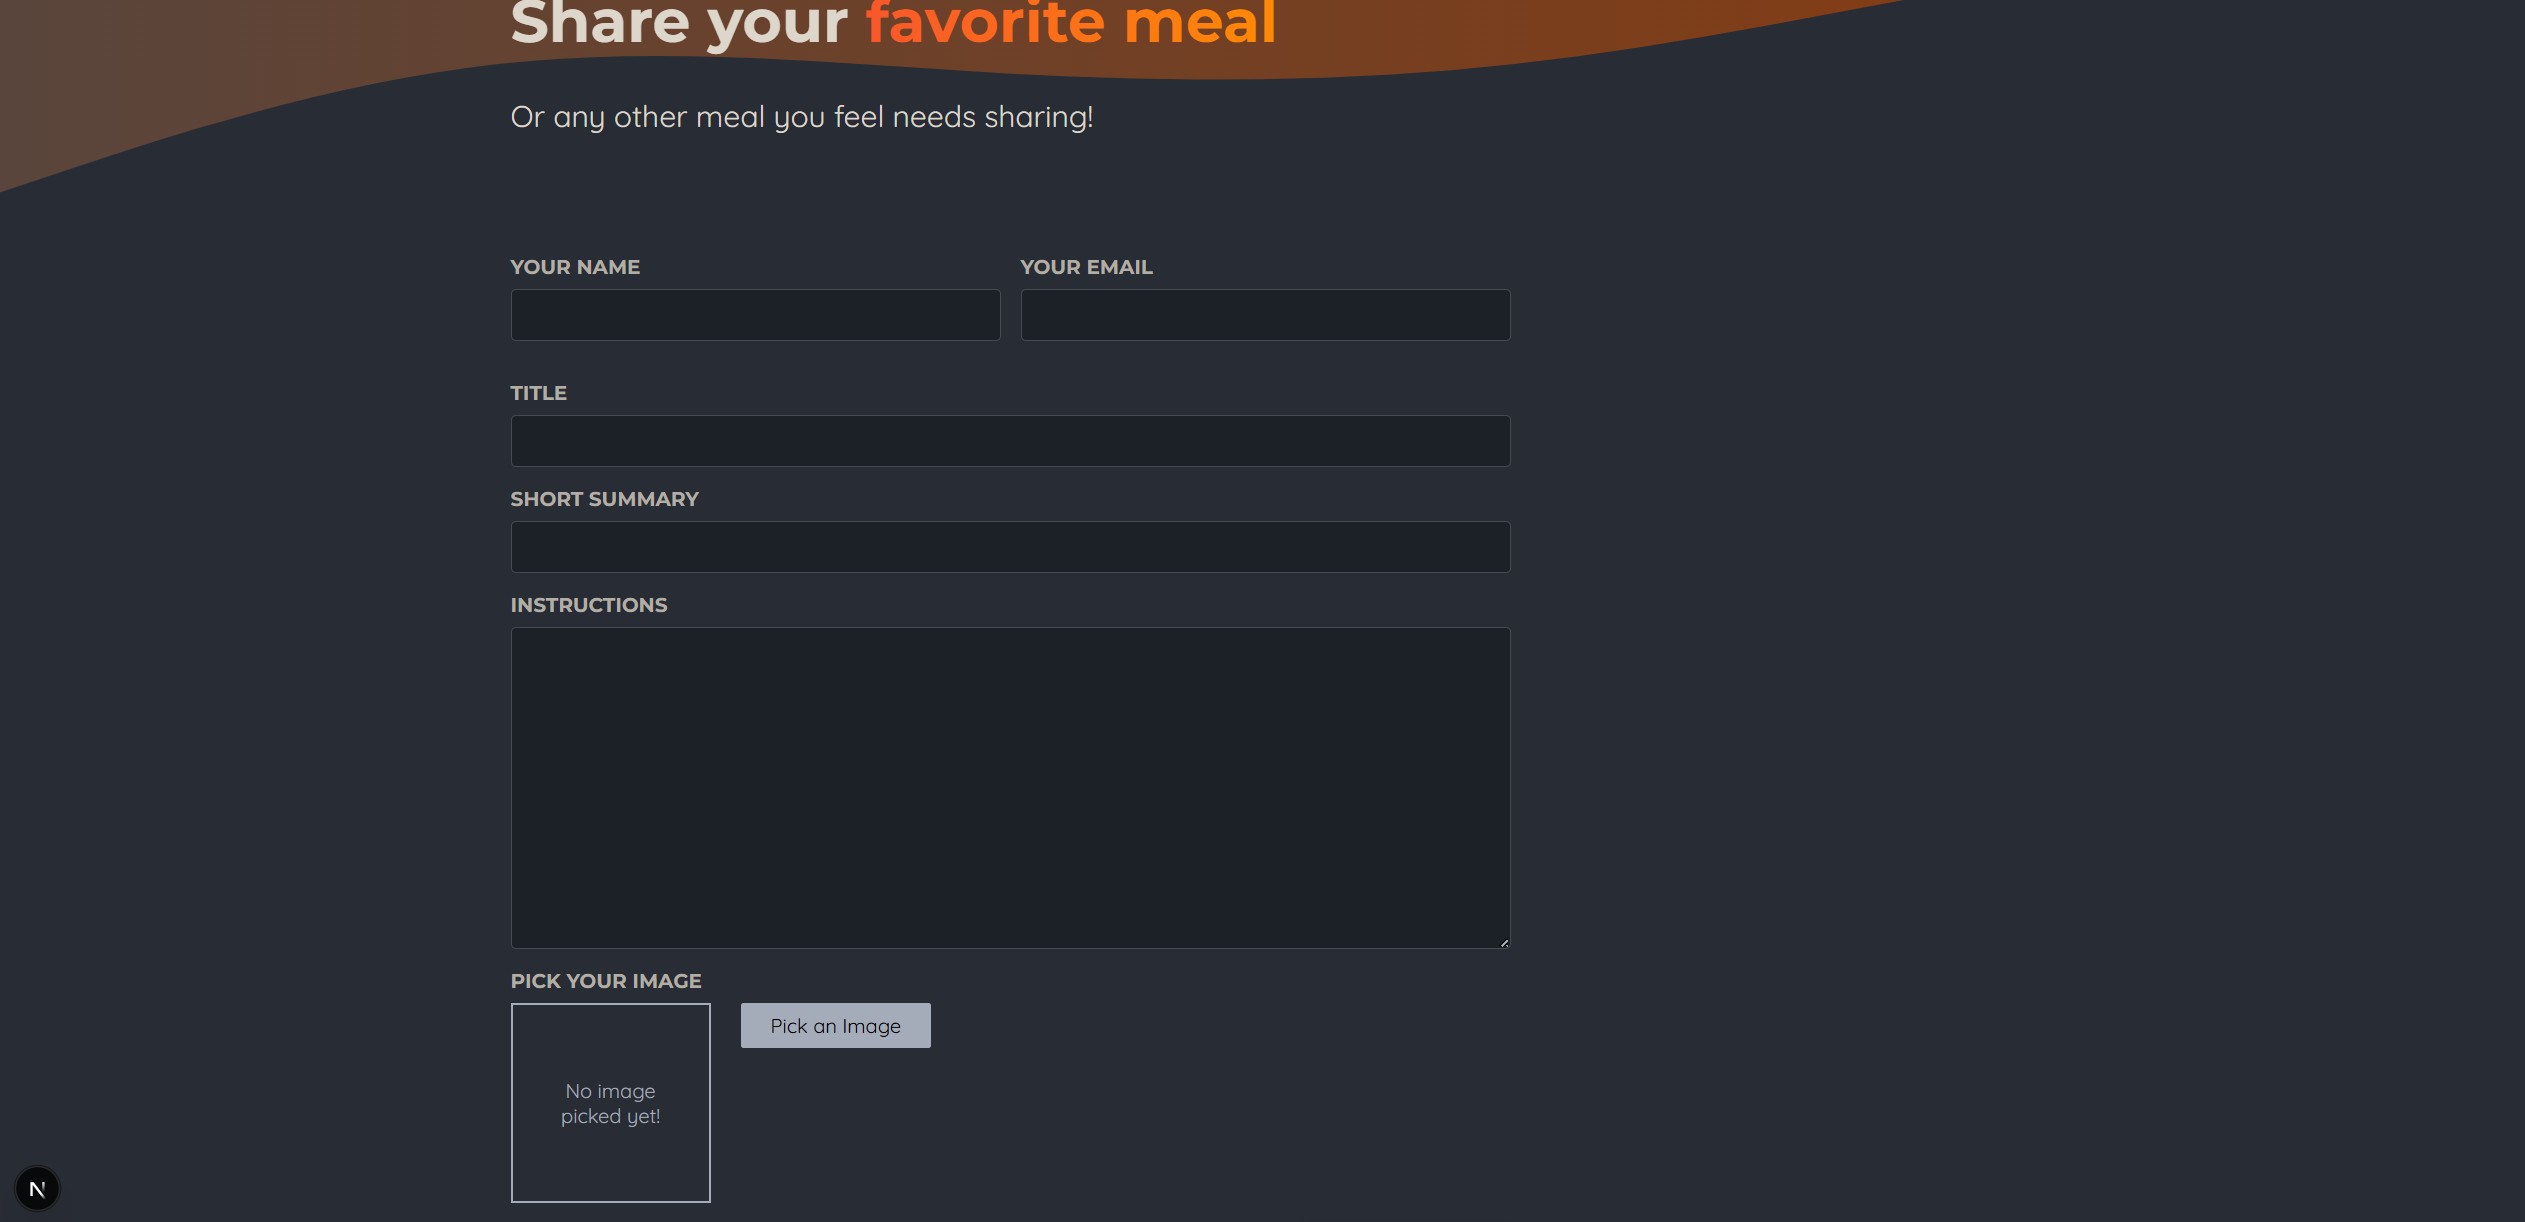 Share your favorite meal
Or any other meal you feel needs sharing!
YOUR NAME
YOUR EMAIL
TITLE
SHORT SUMMARY
INSTRUCTIONS
PICK YOUR IMAGE
No image
picked yet!
Pick an Image
N